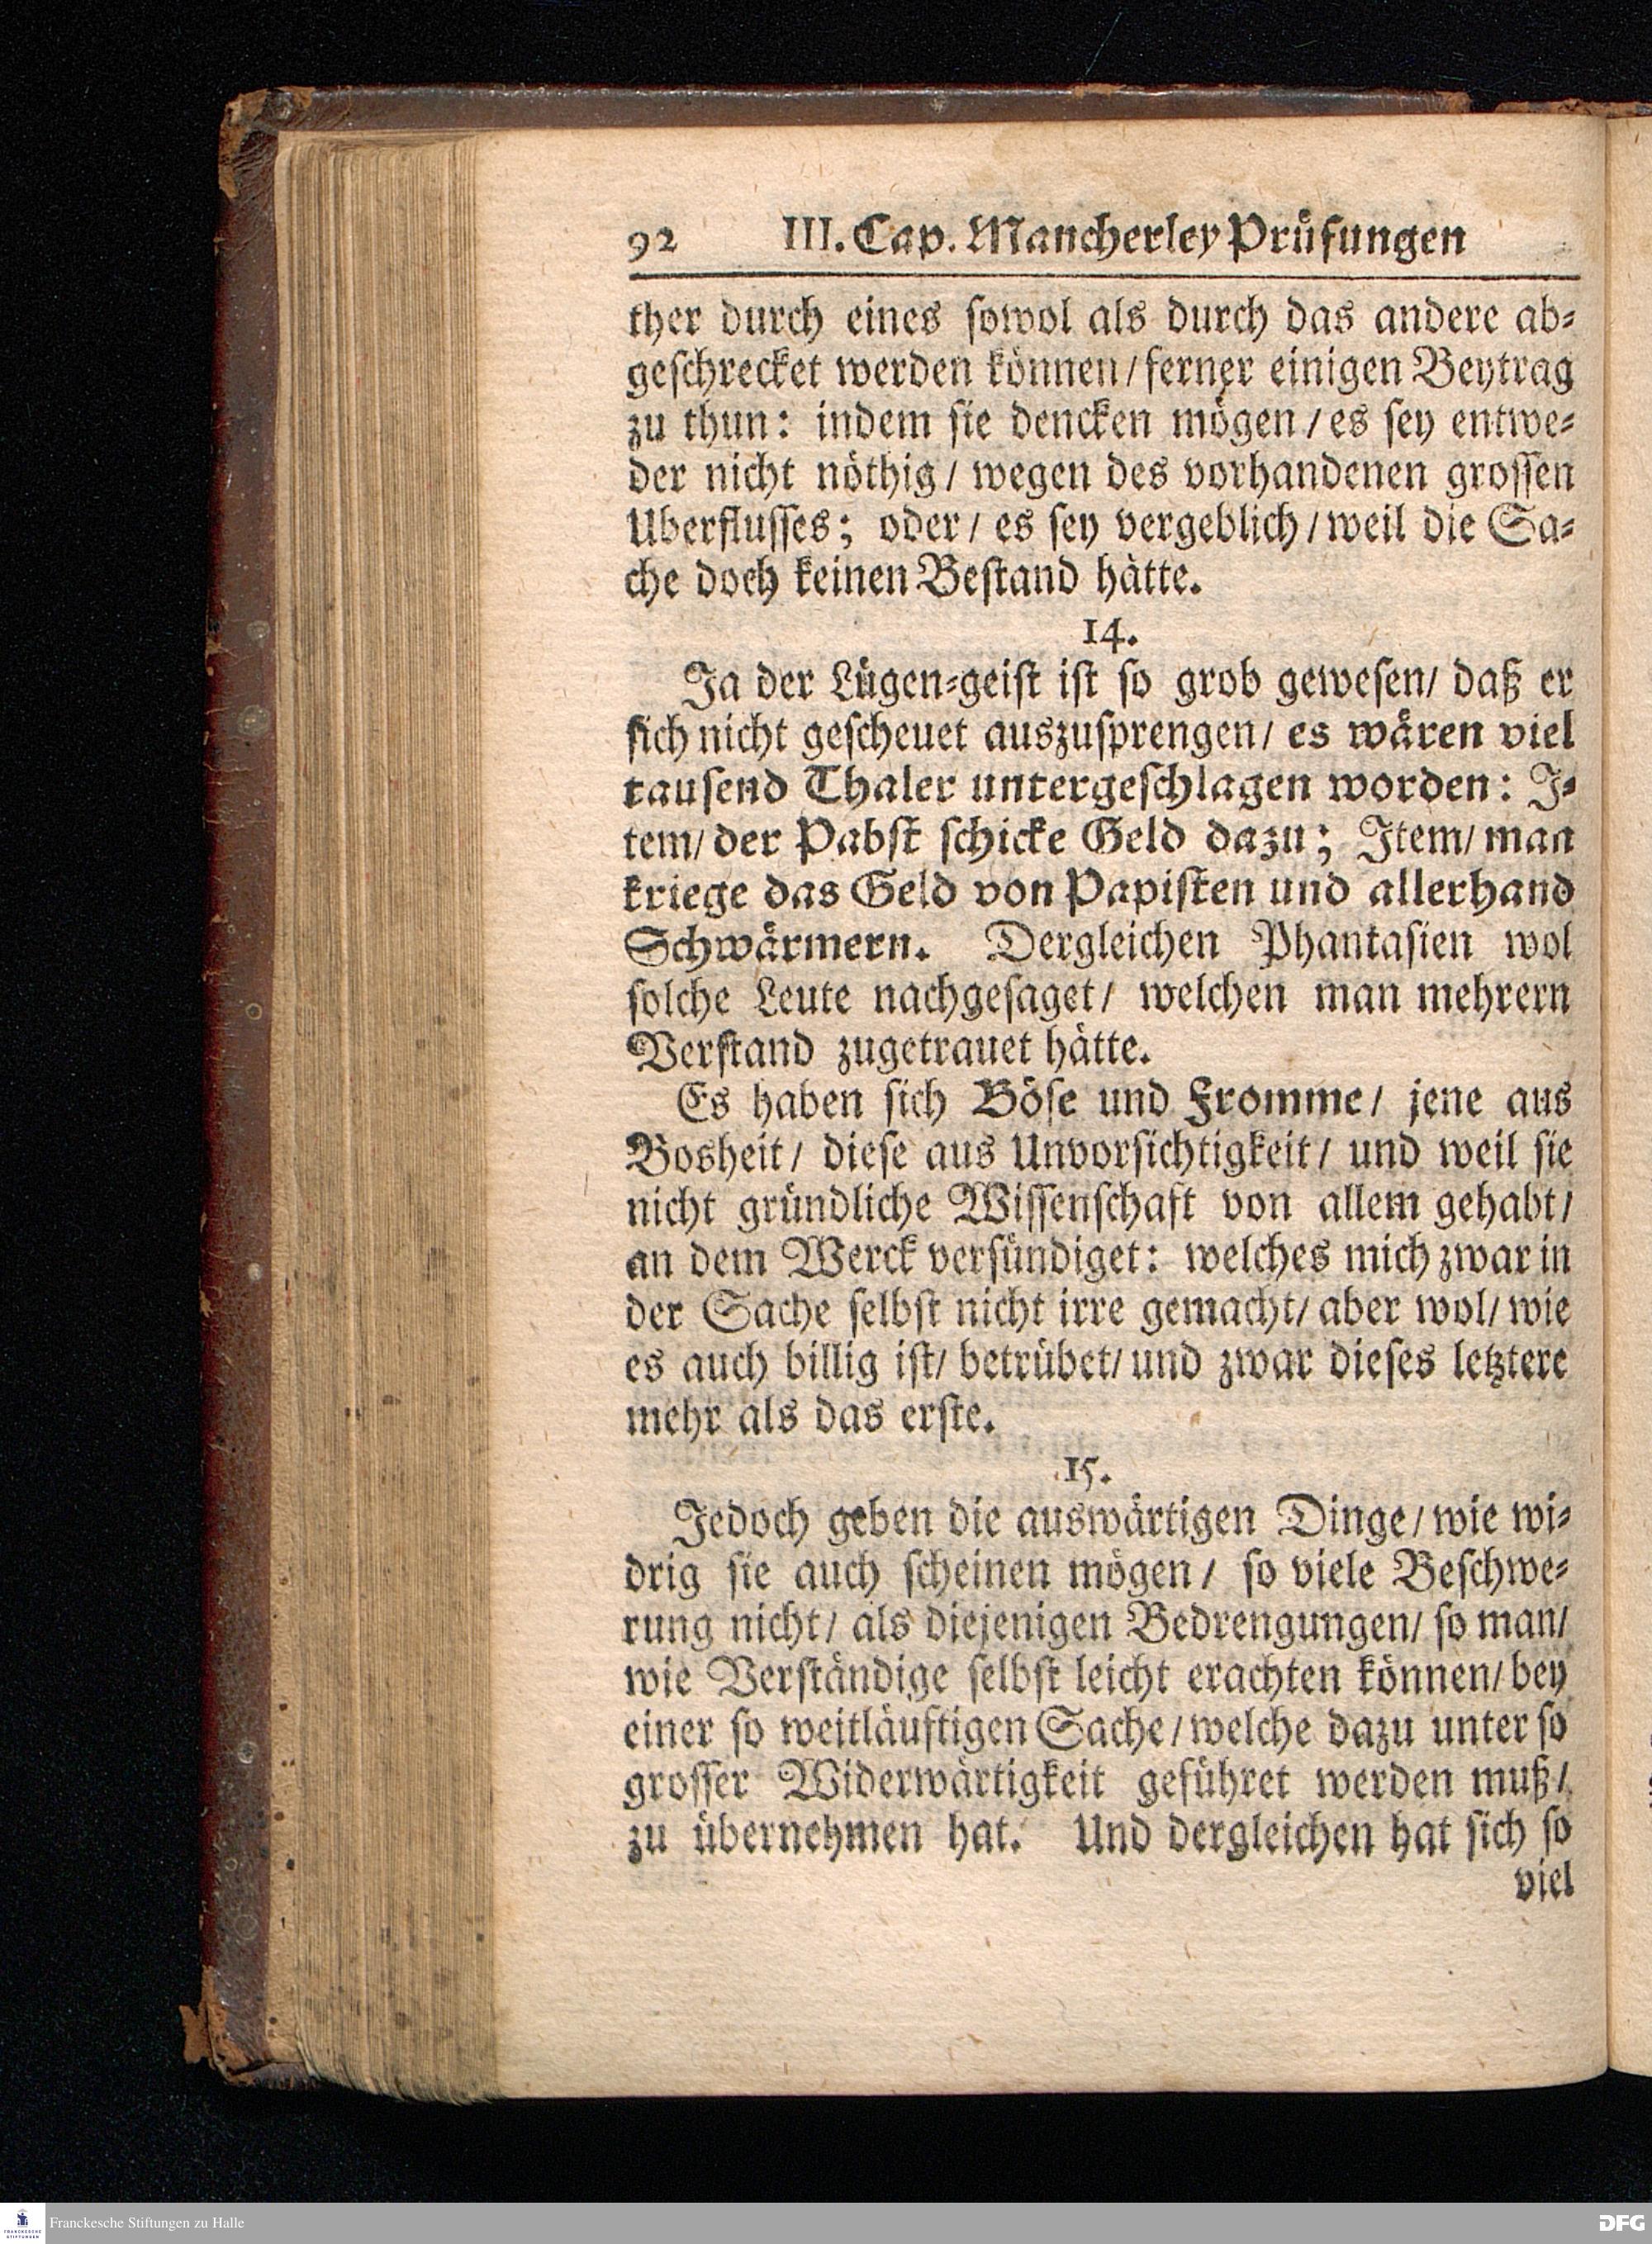 92 III. Cap. Mancherley Prüfungen
ther durch eines sowol als durch das andere ab-
geschrecket werden können / ferner einigen Beytrag
zu thun: indem sie dencken mögen / es sey entwe-
der nicht nöthig / wegen des vorhandenen grossen
Uberflusses; oder / es sey vergeblich / weil die Sa-
che doch keinen Bestand hätte.
14.
Ja der Lügen-geist ist so grob gewesen / daß er
sich nicht gescheuet auszusprengen / es wären viel
tausend Thaler untergeschlagen worden: I-
tem / der Pabst schicke Geld dazu; Item / man
kriege das Geld von Papisten und allerhand
Schwärmern. Dergleichen Phantasien wol
solche Leute nachgesaget / welchen man mehrern
Verstand zugetrauet hätte.
Es haben sich Böse und Fromme / jene aus
Bosheit / diese aus Unvorsichtigkeit / und weil sie
nicht gründliche Wissenschaft von allem gehabt /
an dem Werck versündiget: welches mich zwar in
der Sache selbst nicht irre gemacht / aber wol / wie
es auch billig ist / betrübet / und zwar dieses letztere
mehr als das erste.
15.
Jedoch geben die auswärtigen Dinge / wie wi-
drig sie auch scheinen mögen / so viele Beschwe-
rung nicht / als diejenigen Bedrengungen / so man /
wie Verständige selbst leicht erachten können / bey
einer so weitläuftigen Sache / welche dazu unter so
grosser Widerwärtigkeit geführet werden muß /
zu übernehmen hat. Und dergleichen hat sich so
viel
FRANCKESCHE
STIFTUNGEN
Franckesche Stiftungen zu Halle
DFG